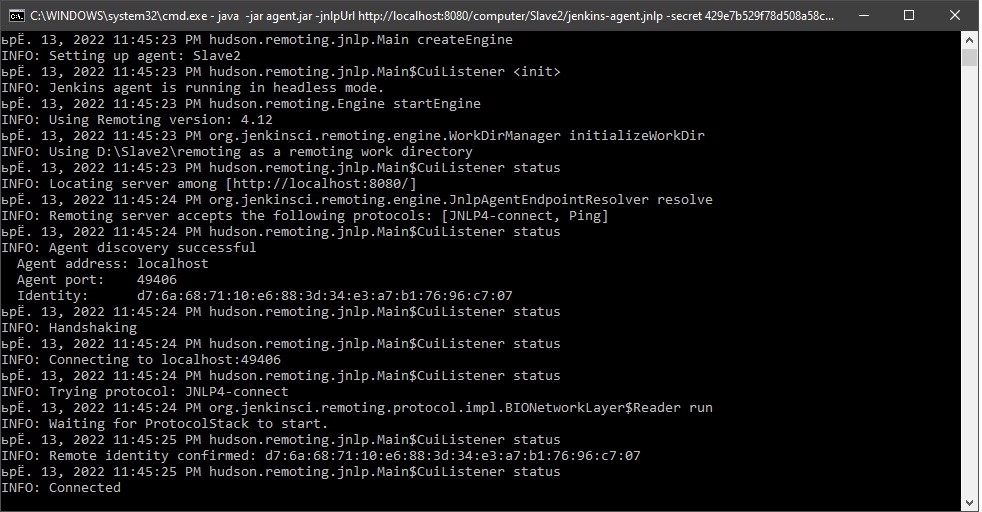 C:\WINDOWS\system32\cmd.exe - java -jar agent.jar -jnlpUrl http://localhost:8080/computer/Slave2/jenkins-agent.jnlp -secret 429e7b529f78d508a58c...
ьрЁ. 13, 2022 11:45:23 PM hudson.remoting.jnlp.Main createEngine
INFO: Setting up agent: Slave2
ьрЁ. 13, 2022 11:45:23 PM hudson.remoting.jnlp.Main$CuiListener <init>
INFO: Jenkins agent is running in headless mode.
ьрЁ. 13, 2022 11:45:23 PM hudson.remoting.Engine startEngine
INFO: Using Remoting version: 4.12
ьрЁ. 13, 2022 11:45:23 PM org.jenkinsci.remoting.engine.WorkDirManager initializeWorkDir
INFO: Using D:\Slave2\remoting as a remoting work directory
ьрЁ. 13, 2022 11:45:23 PM hudson.remoting.jnlp.Main$CuiListener status
INFO: Locating server among [http://localhost:8080/]
ьрЁ. 13, 2022 11:45:24 PM org.jenkinsci.remoting.engine.JnlpAgentEndpointResolver resolve
INFO: Remoting server accepts the following protocols: [JNLP4-connect, Ping]
ьрЁ. 13, 2022 11:45:24 PM hudson.remoting.jnlp.Main$CuiListener status
INFO: Agent discovery successful
  Agent address: localhost
  Agent port:    49406
  Identity:      d7:6a:68:71:10:e6:88:3d:34:e3:a7:b1:76:96:c7:07
ьрЁ. 13, 2022 11:45:24 PM hudson.remoting.jnlp.Main$CuiListener status
INFO: Handshaking
ьрЁ. 13, 2022 11:45:24 PM hudson.remoting.jnlp.Main$CuiListener status
INFO: Connecting to localhost:49406
ьрЁ. 13, 2022 11:45:24 PM hudson.remoting.jnlp.Main$CuiListener status
INFO: Trying protocol: JNLP4-connect
ьрЁ. 13, 2022 11:45:24 PM org.jenkinsci.remoting.protocol.impl.BIONetworkLayer$Reader run
INFO: Waiting for ProtocolStack to start.
ьрЁ. 13, 2022 11:45:25 PM hudson.remoting.jnlp.Main$CuiListener status
INFO: Remote identity confirmed: d7:6a:68:71:10:e6:88:3d:34:e3:a7:b1:76:96:c7:07
ьрЁ. 13, 2022 11:45:25 PM hudson.remoting.jnlp.Main$CuiListener status
INFO: Connected